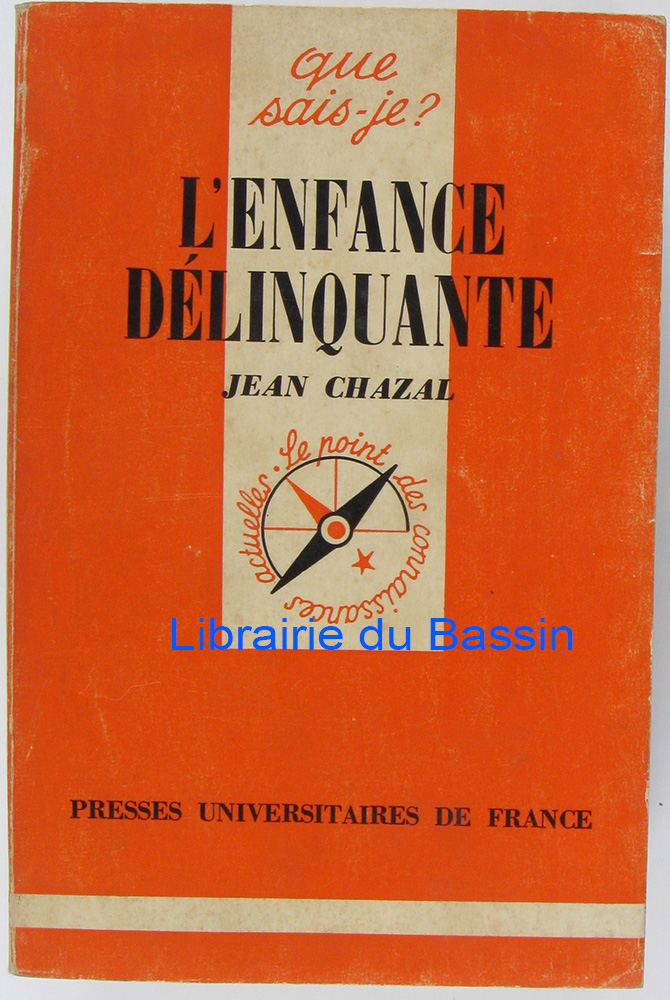 que
sais-je?
L'ENFANCE
DÉLINQUANTE
JEAN CHAZAL
Le point des connaissances actuelles.
Librairie du Bassin
PRESSES UNIVERSITAIRES DE FRANCE